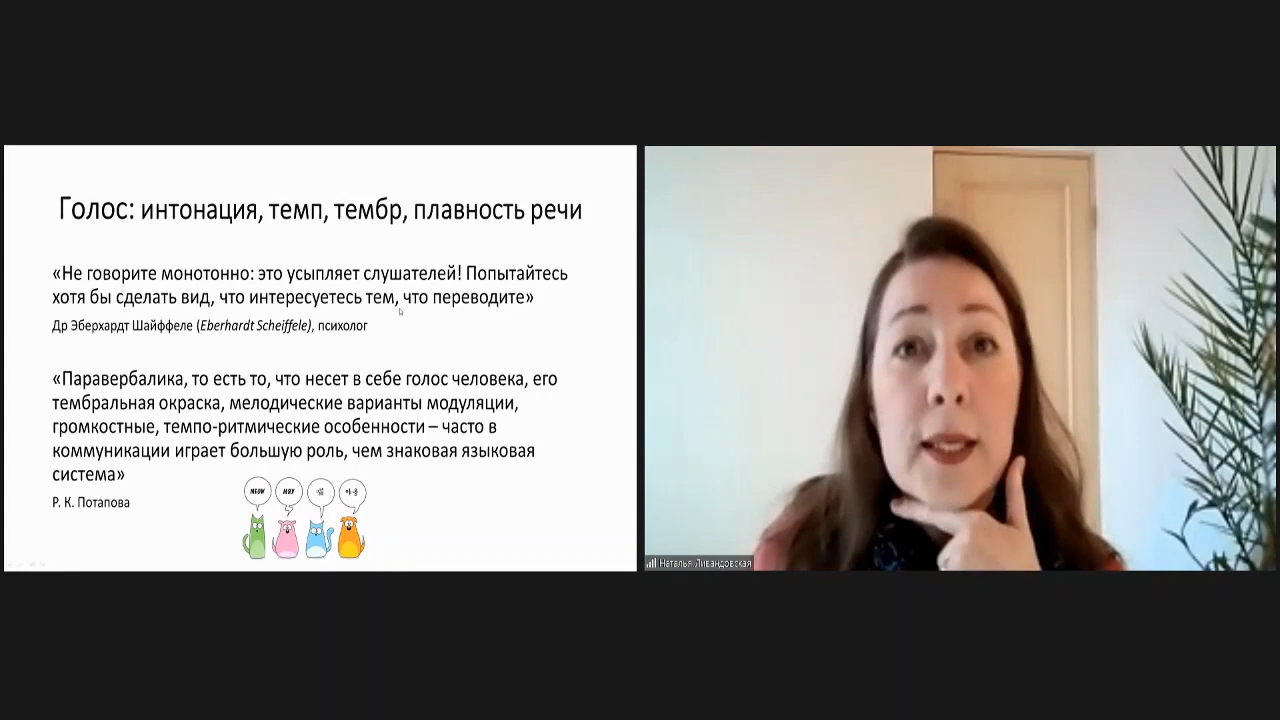 Голос: интонация, темп, тембр, плавность речи
«Не говорите монотонно: это усыпляет слушателей! Попытайтесь
хотя бы сделать вид, что интересуетесь тем, что переводите»
Др Эберхардт Шайффеле (Eberhardt Scheiffele), психолог
«Паравербалика, то есть то, что несет в себе голос человека, его
тембральная окраска, мелодические варианты модуляции,
громкостные, темпо-ритмические особенности – часто в
коммуникации играет большую роль, чем знаковая языковая
система»
Р. К. Потапова
MEOW
Наталья Ливандовская